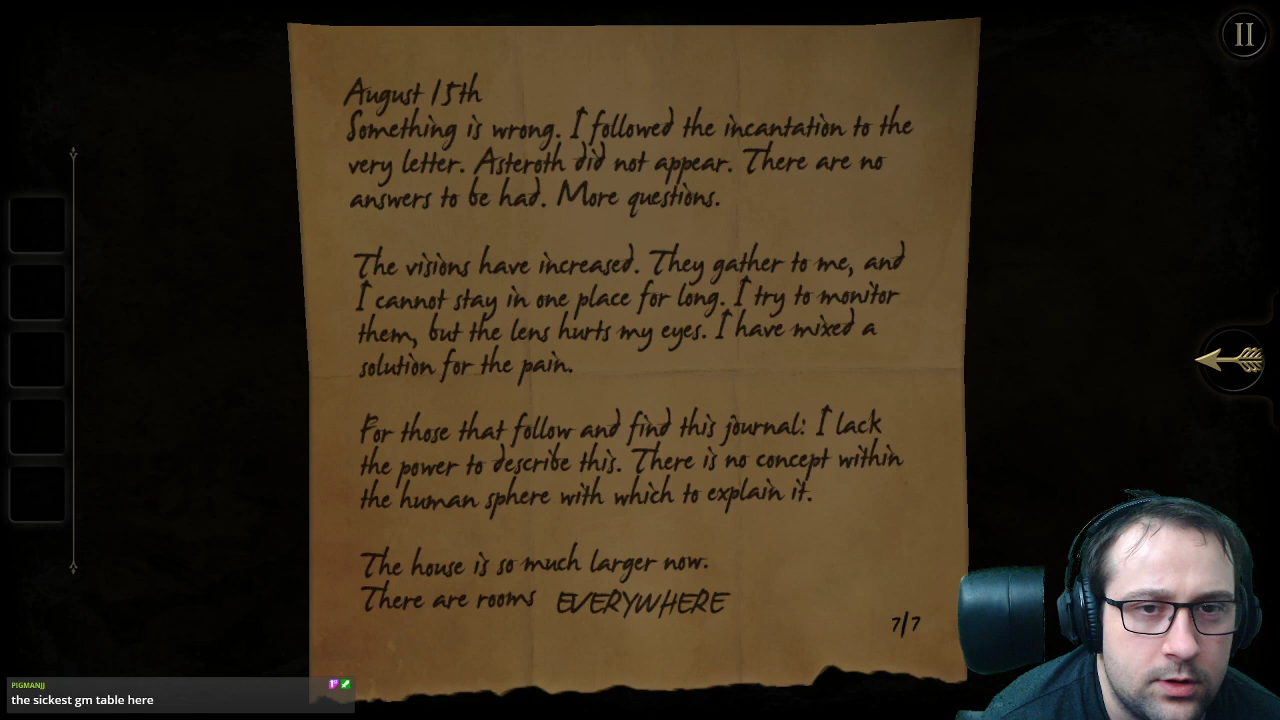 II
August 15th
Something is wrong. I followed the incantation to the
very letter. Asteroth did not appear. There are no
answers to be had. More questions.
The visions have increased. They gather to me, and
I cannot stay in one place for long. I try to monitor
them, but the lens hurts my eyes. I have mixed a
solution for the pain.
For those that follow and find this journal: I lack
the power to describe this. There is no concept within
the human sphere with which to explain it.
The house is so much larger now.
There are rooms EVERYWHERE
7/7
PIGMANJJ
the sickest gm table here